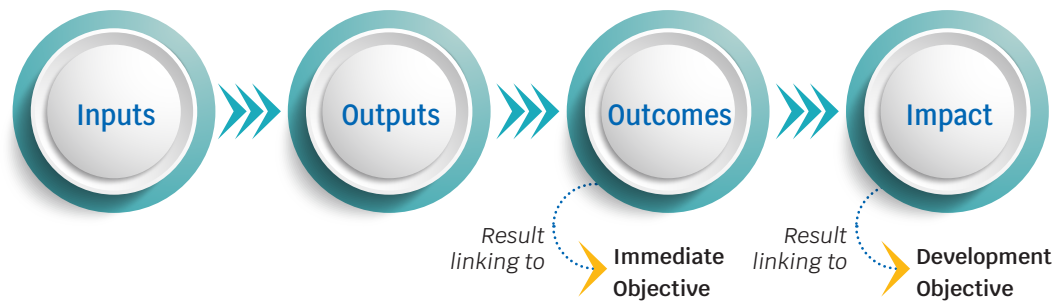 Inputs
Outputs
Outcomes
Impact
Result
linking to
Immediate
Objective
Result
linking to
Development
Objective